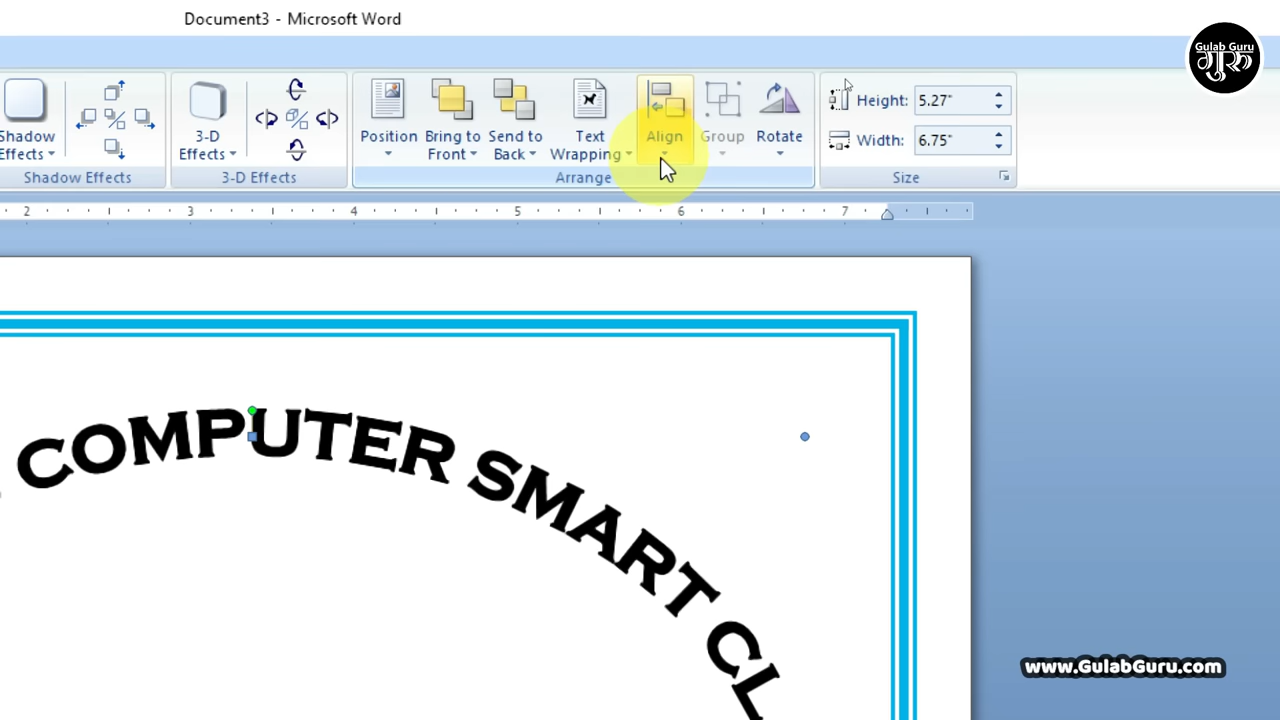 Document3 - Microsoft Word
Gulab Guru
गुरु
Shadow
Effects
3-D
Effects
Position
Bring to
Front
Send to
Back
Text
Wrapping
Align
Group
Rotate
Height: 5.27"
Width: 6.75"
Shadow Effects
3-D Effects
Arrange
Size
2 3 4 5 6 7
COMPUTER SMART CL
www.GulabGuru.com